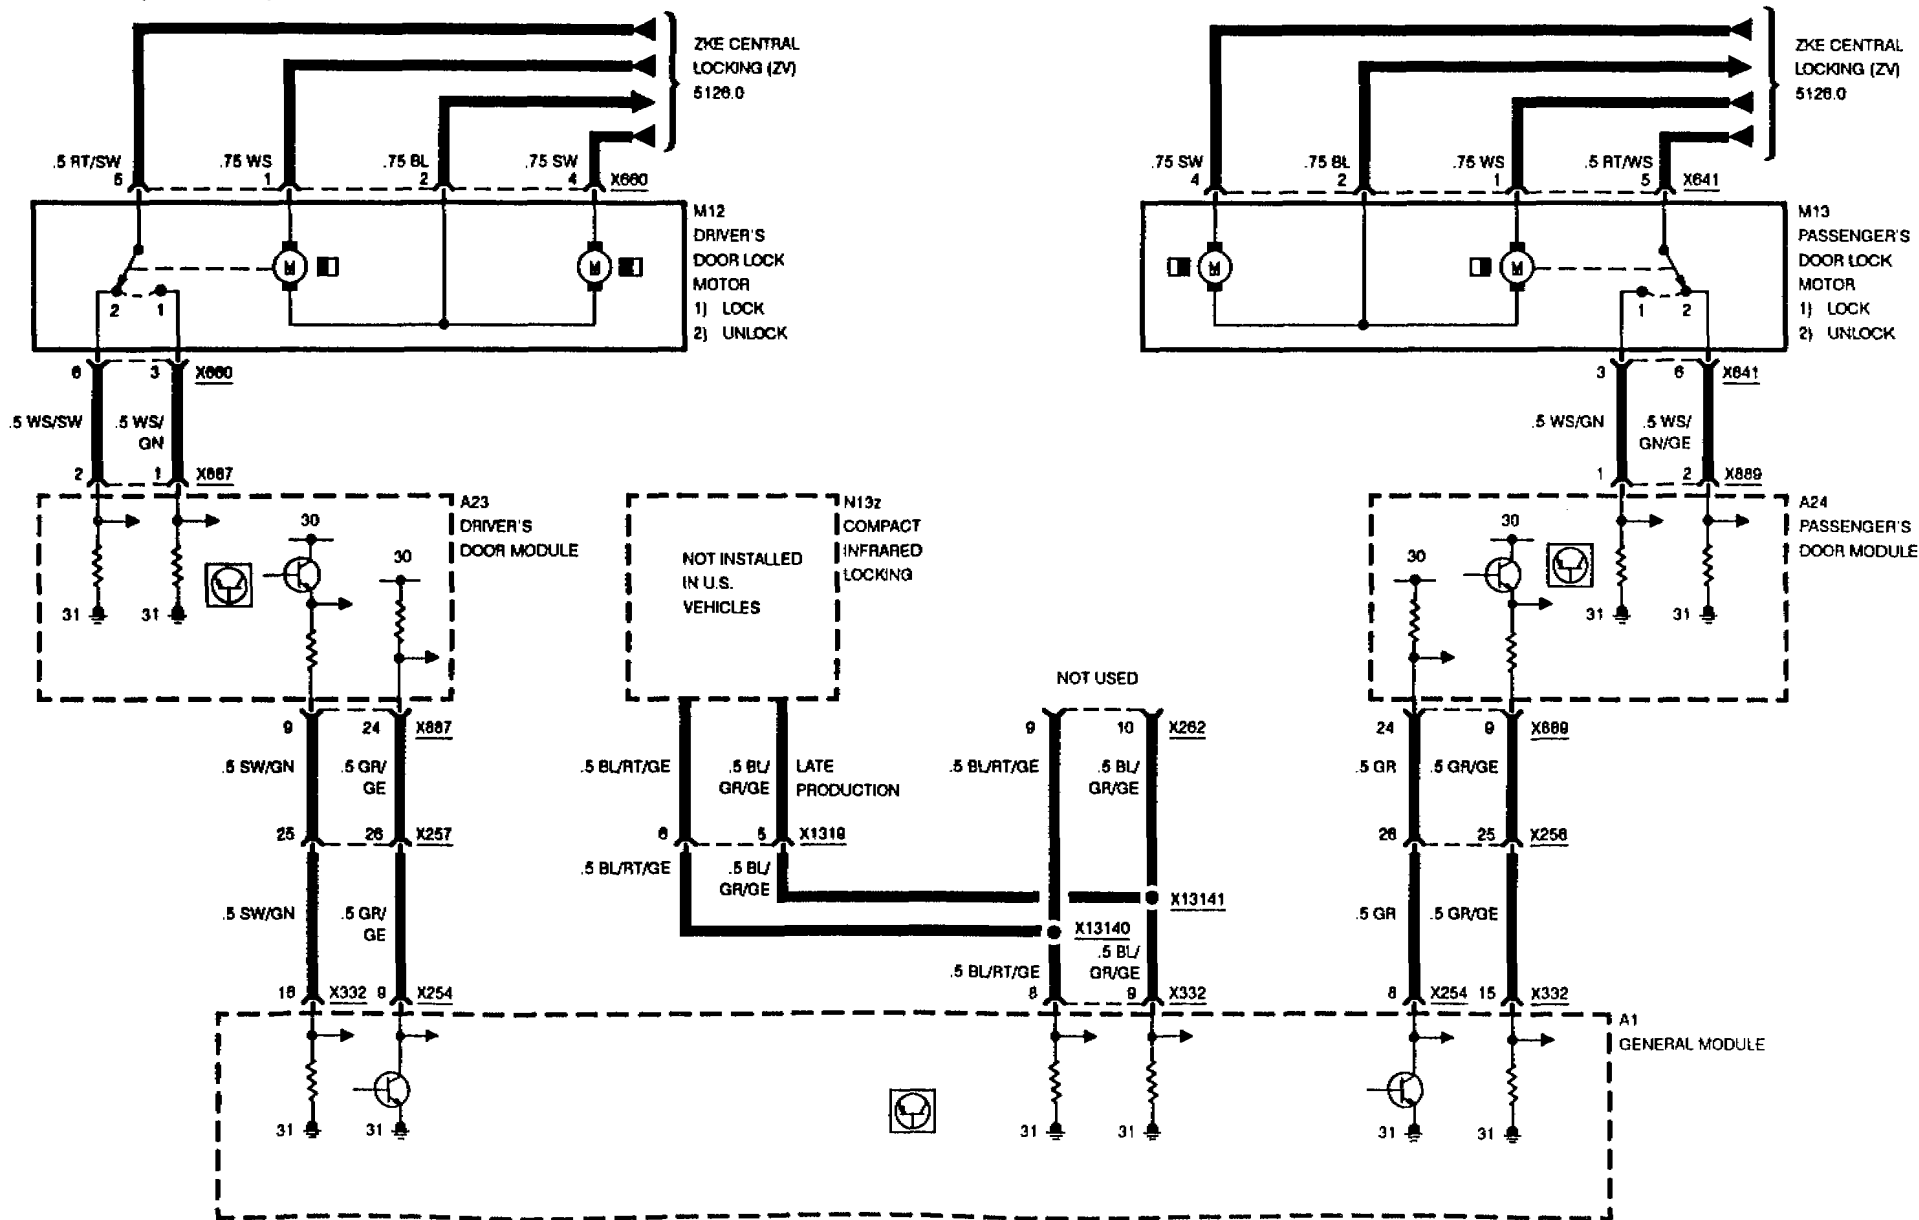 ZKE CENTRAL
LOCKING (ZV)
5126.0
ZKE CENTRAL
LOCKING (ZV)
5126.0
.5 RT/SW
.75 WS
.75 BL
.75 SW
5 1 2 4 X660
.75 SW
.75 BL
.75 WS
.5 RT/WS
4 2 1 5 X641
M12
DRIVER'S
DOOR LOCK
MOTOR
1) LOCK
2) UNLOCK
M M
2 1
M13
PASSENGER'S
DOOR LOCK
MOTOR
1) LOCK
2) UNLOCK
M M
1 2
6 3 X660
3 6 X641
.5 WS/SW
.5 WS/
GN
.5 WS/GN
.5 WS/
GN/GE
2 1 X887
1 2 X889
A23
DRIVER'S
DOOR MODULE
30
30
31 31
NOT INSTALLED
IN U.S.
VEHICLES
N13z
COMPACT
INFRARED
LOCKING
A24
PASSENGER'S
DOOR MODULE
30
30
31 31
NOT USED
9 24 X887
9 10 X262
24 9 X889
.5 SW/GN
.5 GR/
GE
.5 BL/RT/GE
.5 BL/
GR/GE
LATE
PRODUCTION
.5 BL/RT/GE
.5 BL/
GR/GE
.5 GR
.5 GR/GE
25 26 X257
6 5 X1319
26 25 X256
.5 BL/RT/GE
.5 BL/
GR/GE
X13141
X13140
.5 SW/GN
.5 GR/
GE
.5 BL/RT/GE
.5 BL/
GR/GE
.5 GR
.5 GR/GE
16 X332 9 X254
8 9 X332
8 X254 15 X332
A1
GENERAL MODULE
31 31
31 31
31 31